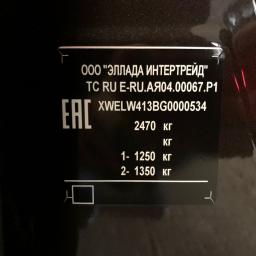 ООО "ЭЛЛАДА ИНТЕРТРЕЙД"
ТС RU E-RU.АЯ04.00067.Р1
XWELW413BG0000534
EAC
2470 кг
кг
1- 1250 кг
2- 1350 кг